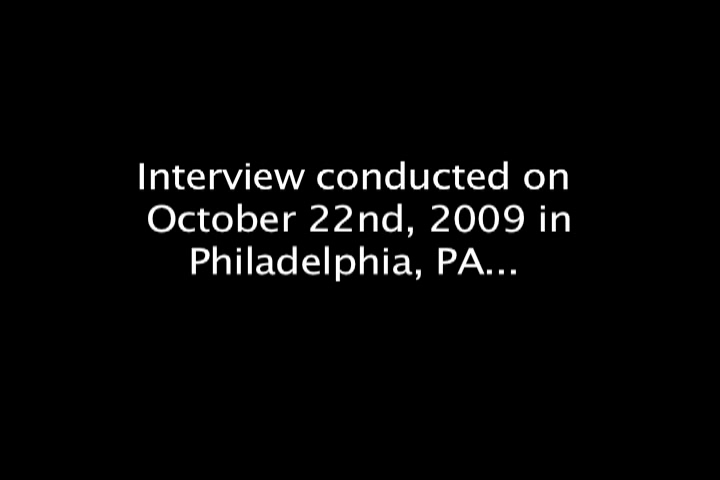 Interview conducted on
October 22nd, 2009 in
Philadelphia, PA...